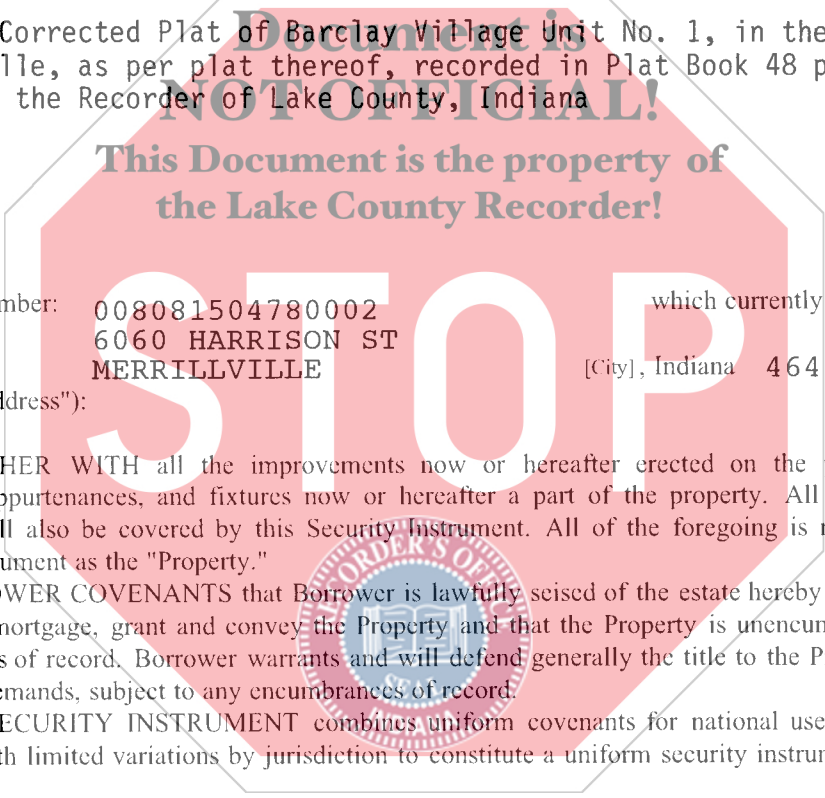 Corrected Plat of Barclay Village Unit No. 1, in the
lle, as per plat thereof, recorded in Plat Book 48 p
the Recorder of Lake County, Indiana
Document is
NOT OFFICIAL!
This Document is the property of
the Lake County Recorder!
STOP
mber: 008081504780002 which currently
6060 HARRISON ST
MERRILLVILLE [City], Indiana 464
ddress"):
HER WITH all the improvements now or hereafter erected on the
ppurtenances, and fixtures now or hereafter a part of the property. All
ll also be covered by this Security Instrument. All of the foregoing is r
ument as the "Property."
OWER COVENANTS that Borrower is lawfully seised of the estate hereby
mortgage, grant and convey the Property and that the Property is unencum
s of record. Borrower warrants and will defend generally the title to the P
emands, subject to any encumbrances of record.
ECURITY INSTRUMENT combines uniform covenants for national use
th limited variations by jurisdiction to constitute a uniform security instrum
SEAL